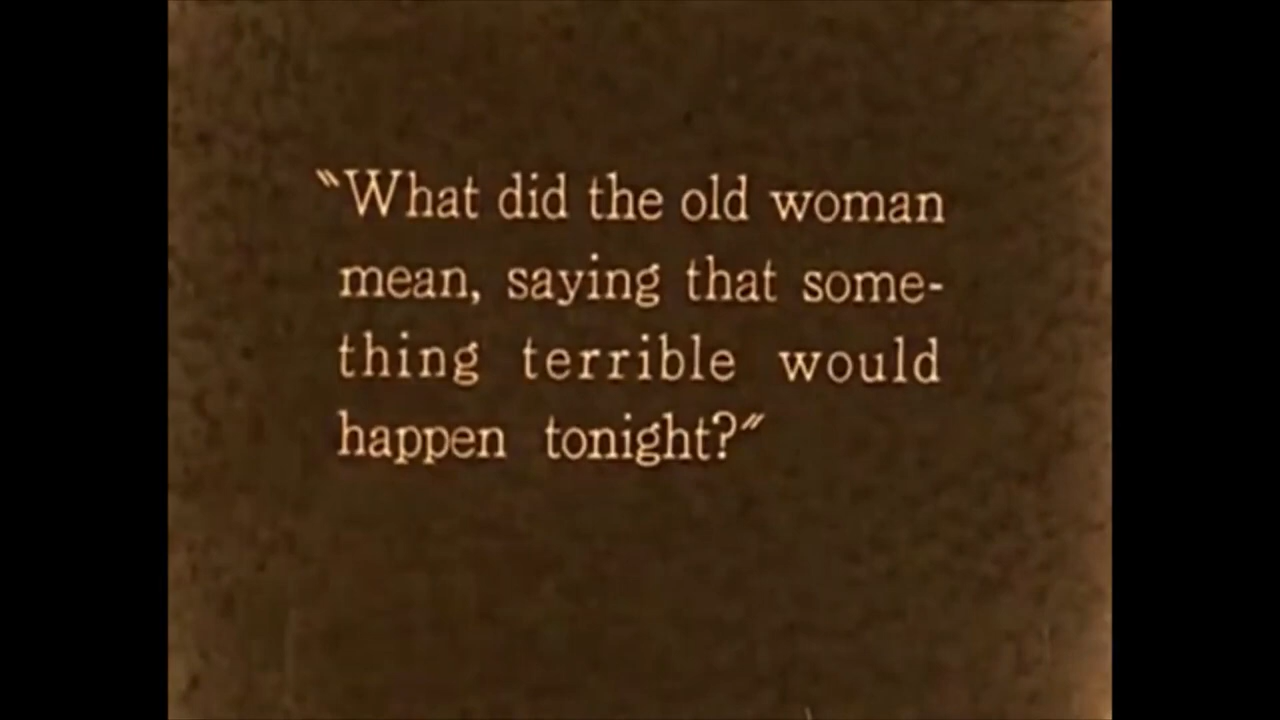 "What did the old woman
mean, saying that some-
thing terrible would
happen tonight?"